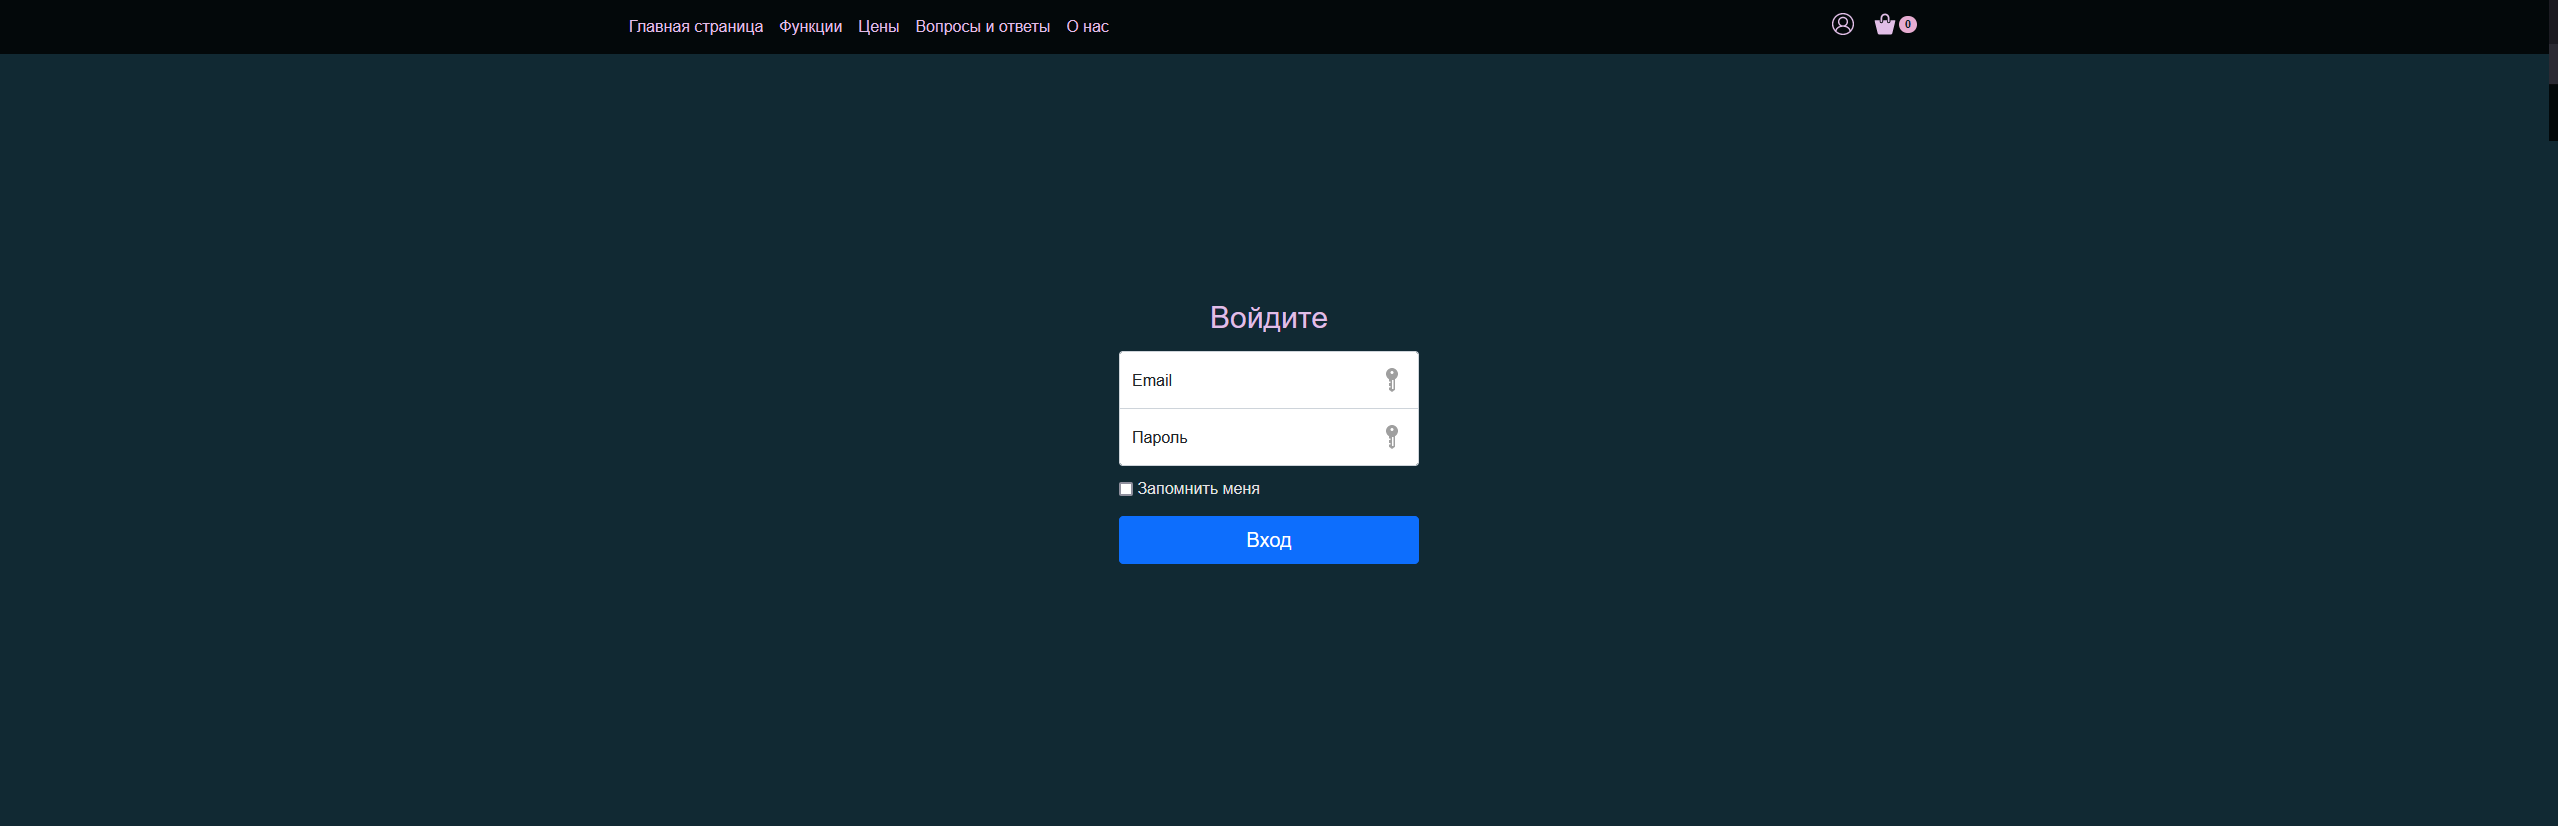 Главная страница Функции Цены Вопросы и ответы О нас 0
Войдите
Email
Пароль
Запомнить меня
Вход